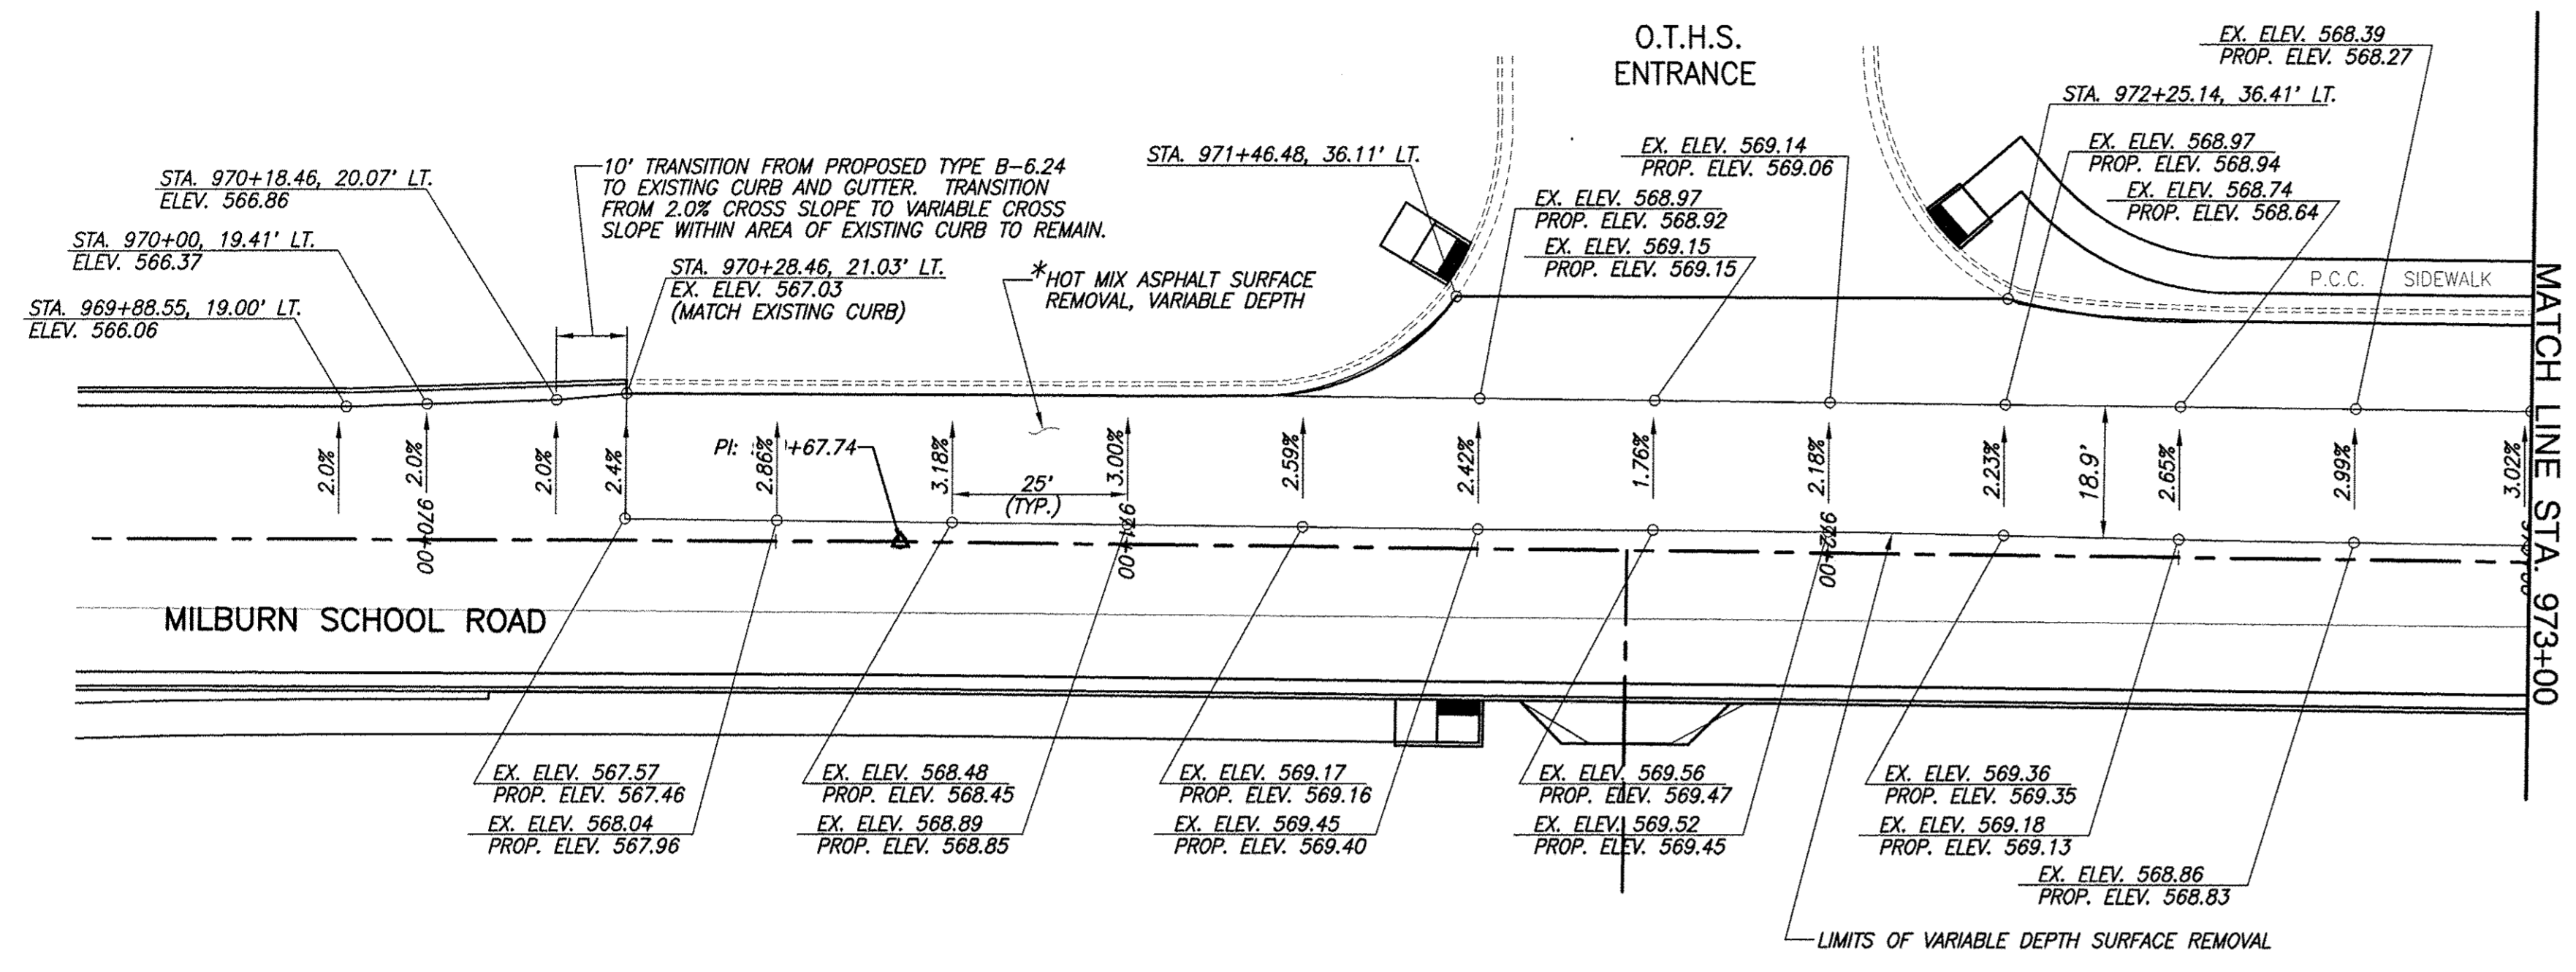 O.T.H.S.
ENTRANCE
EX. ELEV. 568.39
PROP. ELEV. 568.27
STA. 972+25.14, 36.41' LT.
EX. ELEV. 569.14
PROP. ELEV. 569.06
EX. ELEV. 568.97
PROP. ELEV. 568.94
STA. 971+46.48, 36.11' LT.
10' TRANSITION FROM PROPOSED TYPE B-6.24
TO EXISTING CURB AND GUTTER. TRANSITION
FROM 2.0% CROSS SLOPE TO VARIABLE CROSS
SLOPE WITHIN AREA OF EXISTING CURB TO REMAIN.
STA. 970+18.46, 20.07' LT.
ELEV. 566.86
EX. ELEV. 568.97
PROP. ELEV. 568.92
EX. ELEV. 568.74
PROP. ELEV. 568.64
STA. 970+00, 19.41' LT.
ELEV. 566.37
EX. ELEV. 569.15
PROP. ELEV. 569.15
STA. 970+28.46, 21.03' LT.
EX. ELEV. 567.03
(MATCH EXISTING CURB)
*HOT MIX ASPHALT SURFACE
REMOVAL, VARIABLE DEPTH
P.C.C. SIDEWALK
STA. 969+88.55, 19.00' LT.
ELEV. 566.06
2.0%
2.0%
2.0%
2.4%
2.86%
3.18%
3.00%
2.59%
2.42%
1.76%
2.18%
2.23%
18.9'
2.65%
2.99%
3.02%
PI: +67.74
25'
(TYP.)
970+00
971+00
972+00
MATCH LINE STA. 973+00
MILBURN SCHOOL ROAD
EX. ELEV. 567.57
PROP. ELEV. 567.46
EX. ELEV. 568.48
PROP. ELEV. 568.45
EX. ELEV. 569.17
PROP. ELEV. 569.16
EX. ELEV. 569.56
PROP. ELEV. 569.47
EX. ELEV. 569.36
PROP. ELEV. 569.35
EX. ELEV. 568.04
PROP. ELEV. 567.96
EX. ELEV. 568.89
PROP. ELEV. 568.85
EX. ELEV. 569.45
PROP. ELEV. 569.40
EX. ELEV. 569.52
PROP. ELEV. 569.45
EX. ELEV. 569.18
PROP. ELEV. 569.13
EX. ELEV. 568.86
PROP. ELEV. 568.83
LIMITS OF VARIABLE DEPTH SURFACE REMOVAL